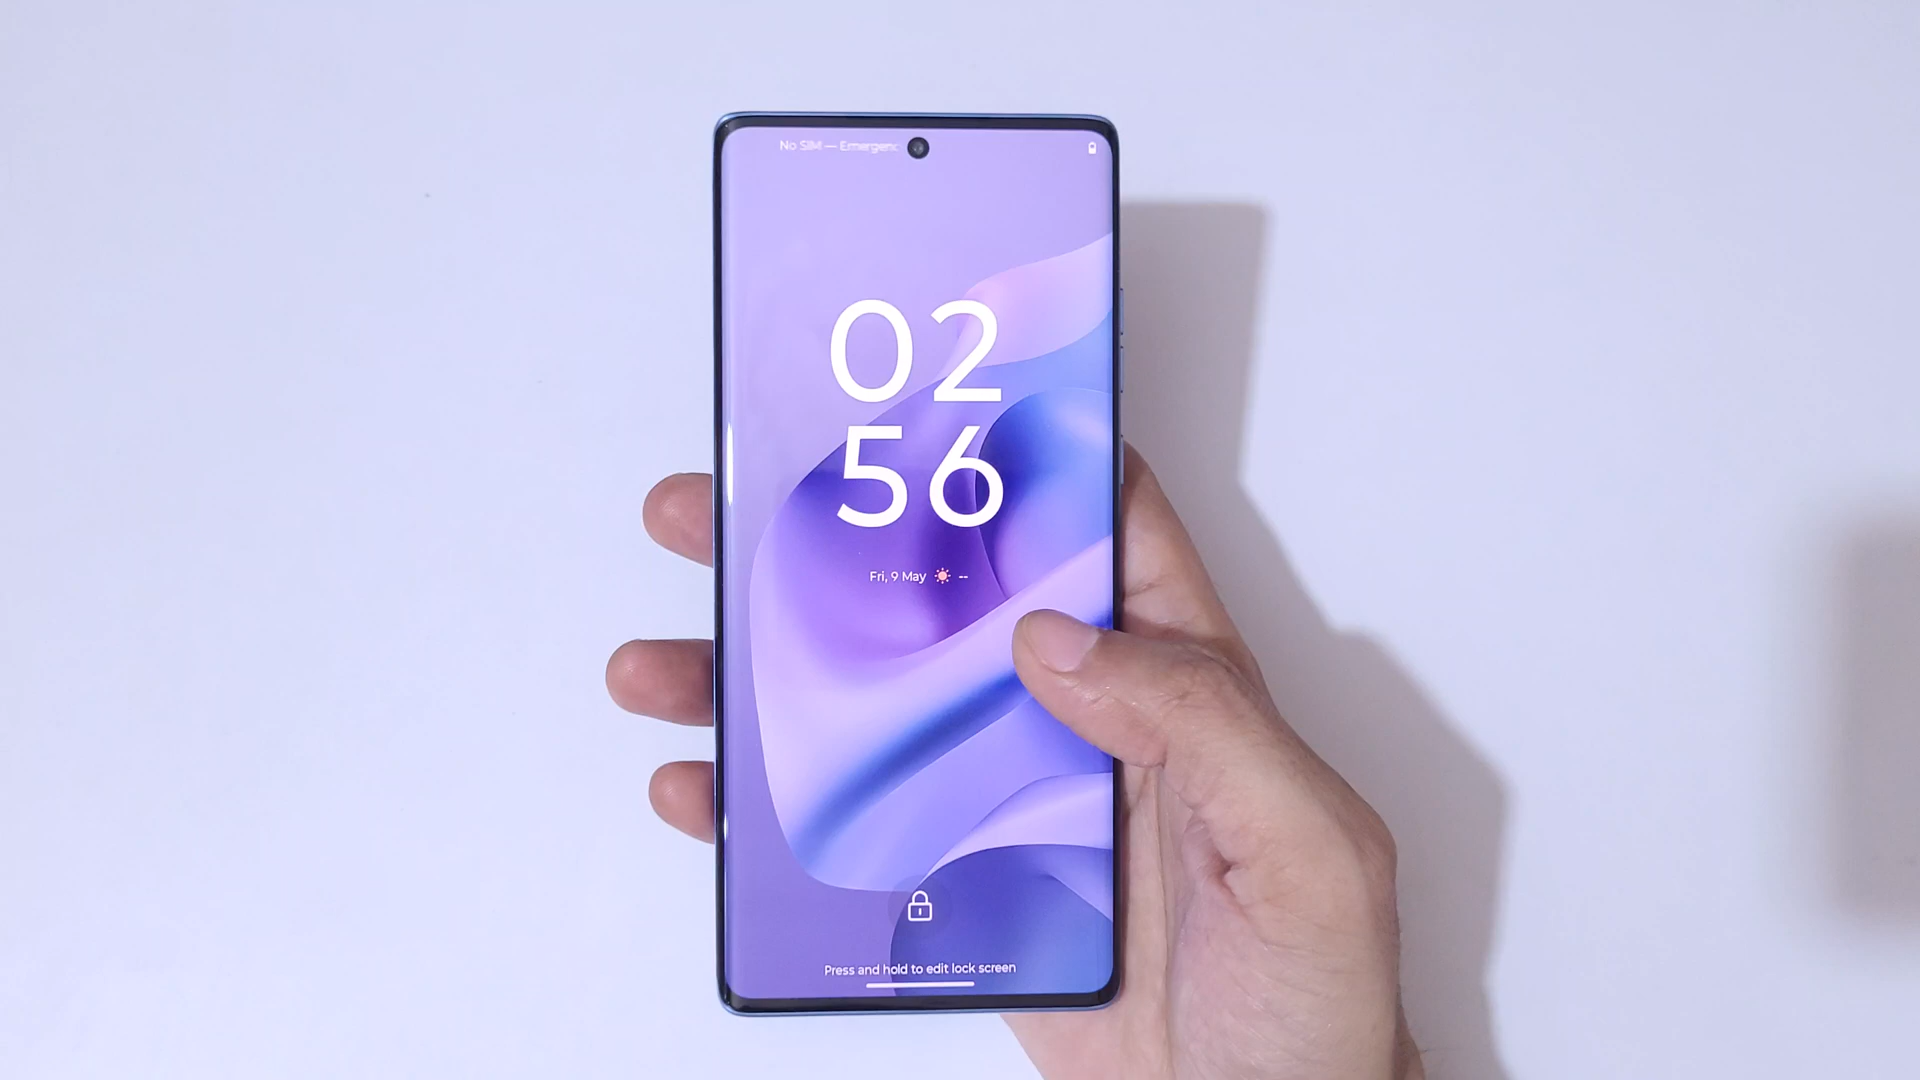 No SIM — Emergenc
02
56
Fri, 9 May --
Press and hold to edit lock screen